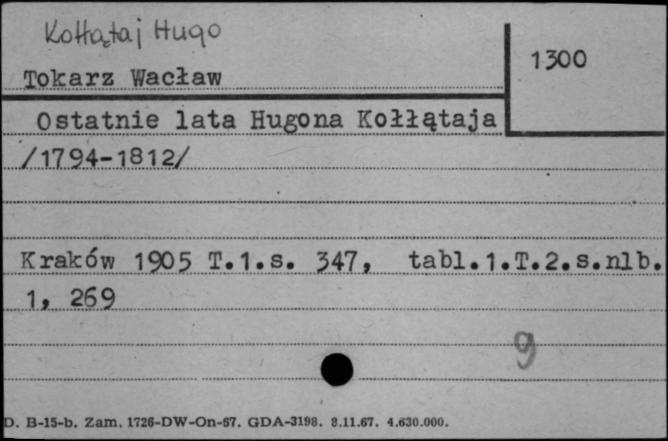 Kołłątaj Hugo
1300
Tokarz Wacław
Ostatnie lata Hugona Kołłątaja
/1794-1812/
Kraków 1905 T.1.s. 347, tabl.1.T.2.s.nlb.
1, 269
9
D. B-15-b. Zam. 1726-DW-On-67. GDA-3198. 8.11.67. 4.630.000.